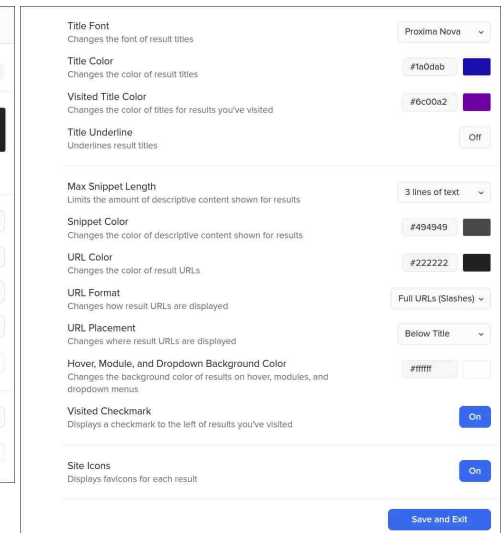 Title Font
Proxima Nova
Changes the font of result titles
Title Color
#1a0dab
Changes the color of result titles
Visited Title Color
#6c00a2
Changes the color of titles for results you've visited
Title Underline
Off
Underlines result titles
Max Snippet Length
3 lines of text
Limits the amount of descriptive content shown for results
Snippet Color
#494949
Changes the color of descriptive content shown for results
URL Color
#222222
Changes the color of result URLs
URL Format
Full URLs (Slashes)
Changes how result URLs are displayed
URL Placement
Below Title
Changes where result URLs are displayed
Hover, Module, and Dropdown Background Color
#ffffff
Changes the background color of results on hover, modules, and
dropdown menus
Visited Checkmark
On
Displays a checkmark to the left of results you've visited
Site Icons
On
Displays favicons for each result
Save and Exit